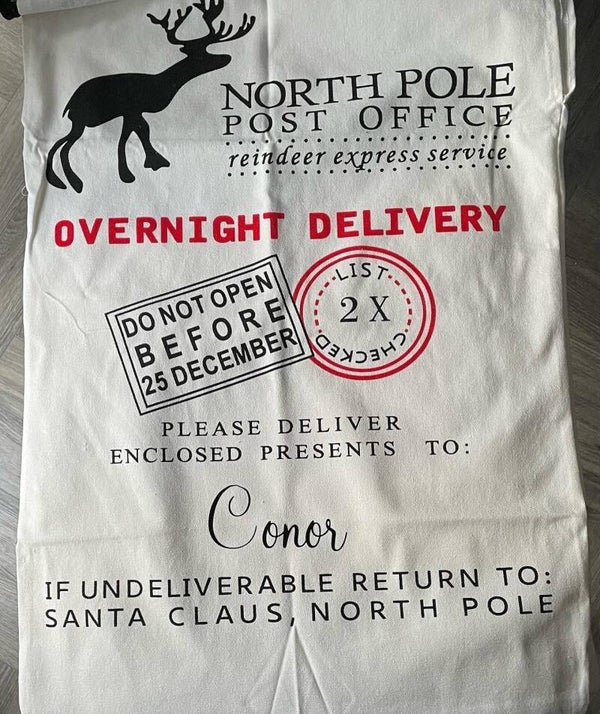 NORTH POLE
POST OFFICE
reindeer express service
OVERNIGHT DELIVERY
DO NOT OPEN
BEFORE
25 DECEMBER
LIST
2 X
CHECKED
PLEASE DELIVER
ENCLOSED PRESENTS TO:
Conor
IF UNDELIVERABLE RETURN TO:
SANTA CLAUS, NORTH POLE